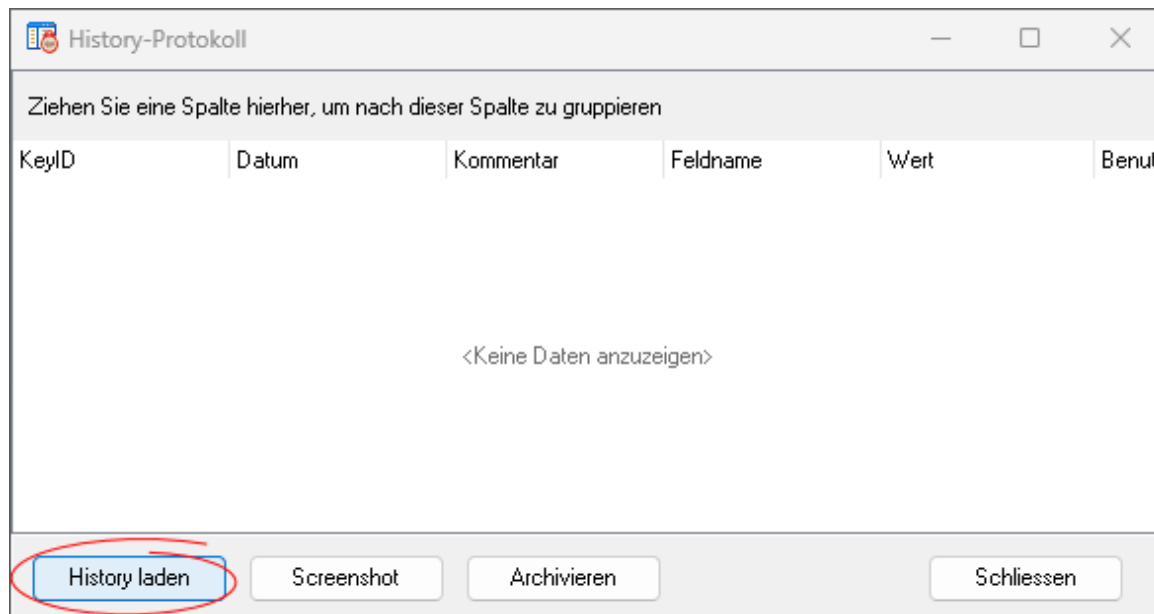 History-Protokoll
Ziehen Sie eine Spalte hierher, um nach dieser Spalte zu gruppieren
KeyID Datum Kommentar Feldname Wert Benut
<Keine Daten anzuzeigen>
History laden Screenshot Archivieren Schliessen